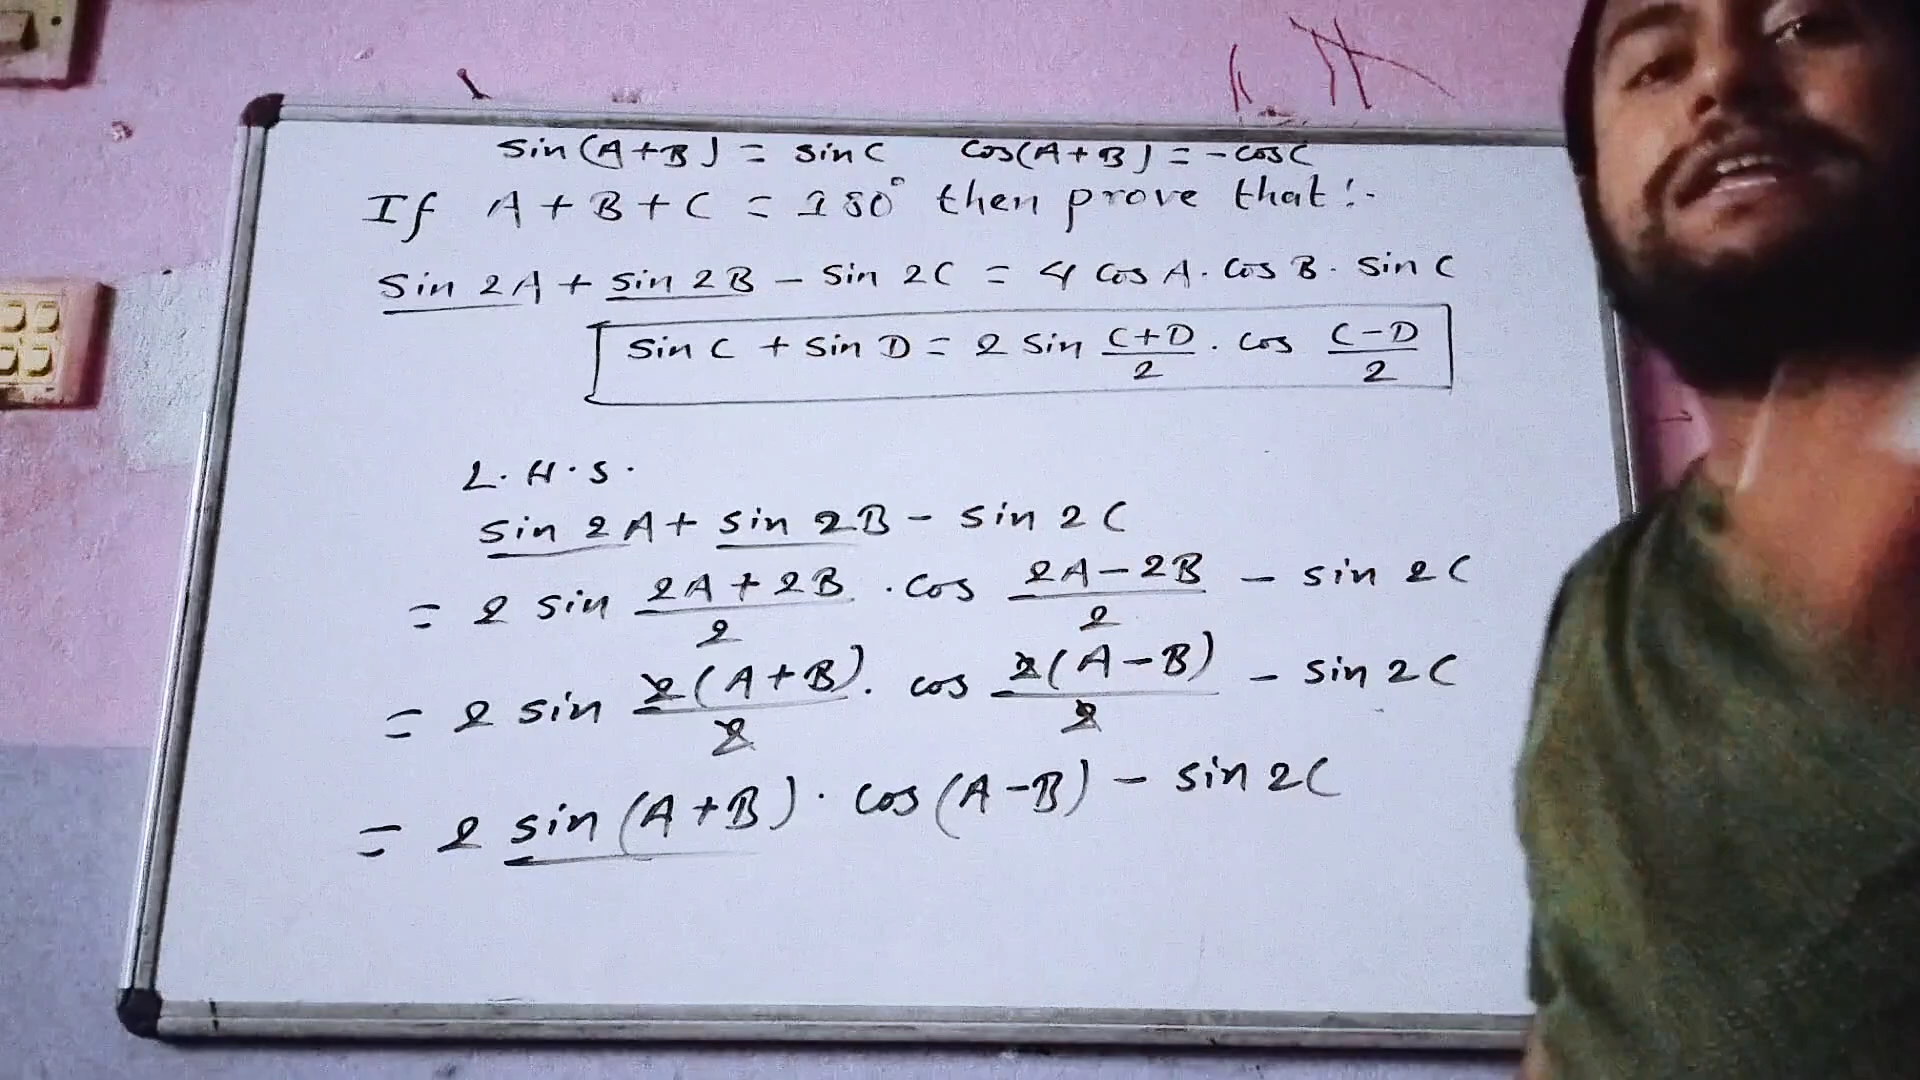 sin(A+B) = sin C cos(A+B) = -cos C
If A + B + C = 180° then prove that :-
sin 2A + sin 2B - sin 2C = 4 cos A. cos B. sin C
sin C + sin D = 2 sin (C+D)/2 . cos (C-D)/2
L.H.S.
sin 2A + sin 2B - sin 2C
= 2 sin (2A+2B)/2 . cos (2A-2B)/2 - sin 2C
= 2 sin 2(A+B)/2 . cos 2(A-B)/2 - sin 2C
= 2 sin (A+B) . cos (A-B) - sin 2C